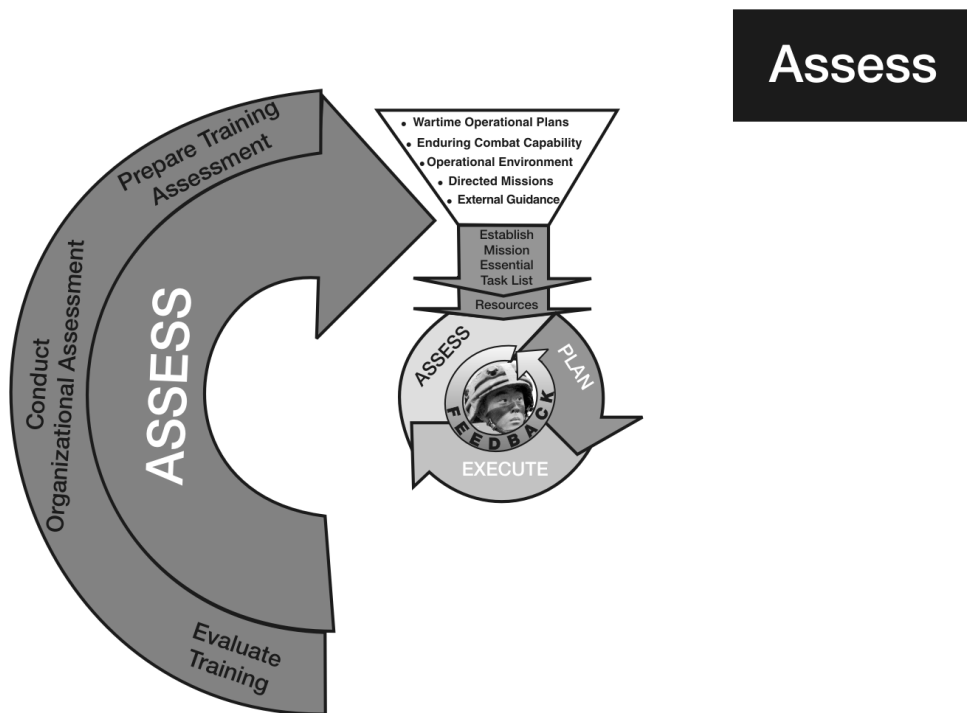 Assess
Prepare Training
Assessment
Conduct
Organizational Assessment
ASSESS
Evaluate
Training
• Wartime Operational Plans
• Enduring Combat Capability
• Operational Environment
• Directed Missions
• External Guidance
Establish
Mission
Essential
Task List
Resources
ASSESS
PLAN
FEEDBACK
EXECUTE